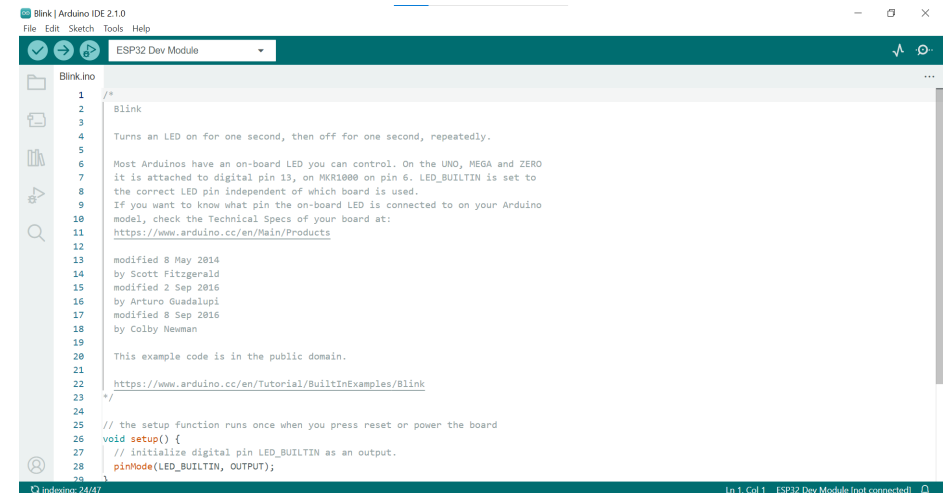 Blink | Arduino IDE 2.1.0
File Edit Sketch Tools Help
ESP32 Dev Module
Blink.ino
1 /*
2 Blink
3
4 Turns an LED on for one second, then off for one second, repeatedly.
5
6 Most Arduinos have an on-board LED you can control. On the UNO, MEGA and ZERO
7 it is attached to digital pin 13, on MKR1000 on pin 6. LED_BUILTIN is set to
8 the correct LED pin independent of which board is used.
9 If you want to know what pin the on-board LED is connected to on your Arduino
10 model, check the Technical Specs of your board at:
11 https://www.arduino.cc/en/Main/Products
12
13 modified 8 May 2014
14 by Scott Fitzgerald
15 modified 2 Sep 2016
16 by Arturo Guadalupi
17 modified 8 Sep 2016
18 by Colby Newman
19
20 This example code is in the public domain.
21
22 https://www.arduino.cc/en/Tutorial/BuiltInExamples/Blink
23 */
24
25 // the setup function runs once when you press reset or power the board
26 void setup() {
27 // initialize digital pin LED_BUILTIN as an output.
28 pinMode(LED_BUILTIN, OUTPUT);
29 }
indexing: 24/47 Ln 1, Col 1 ESP32 Dev Module [not connected]